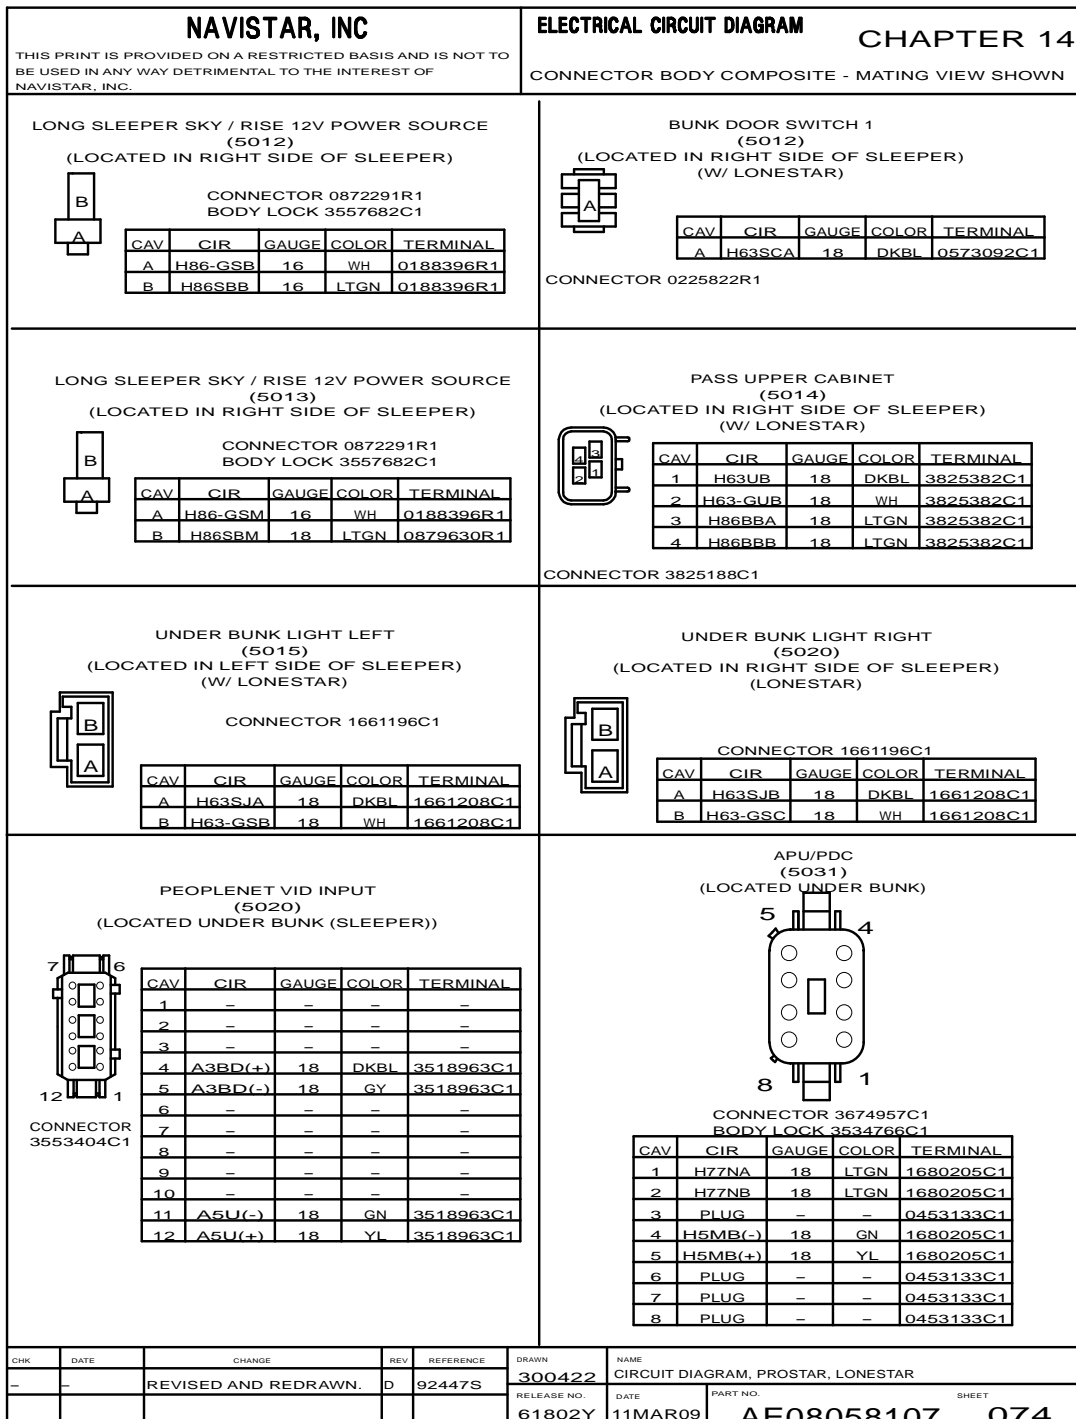 NAVISTAR, INC
THIS PRINT IS PROVIDED ON A RESTRICTED BASIS AND IS NOT TO
BE USED IN ANY WAY DETRIMENTAL TO THE INTEREST OF
NAVISTAR, INC.
ELECTRICAL CIRCUIT DIAGRAM
CHAPTER 14
CONNECTOR BODY COMPOSITE - MATING VIEW SHOWN
LONG SLEEPER SKY / RISE 12V POWER SOURCE
(5012)
(LOCATED IN RIGHT SIDE OF SLEEPER)
CONNECTOR 0872291R1
BODY LOCK 3557682C1
B
A
CAV CIR GAUGE COLOR TERMINAL
A H86-GSB 16 WH 0188396R1
B H86SBB 16 LTGN 0188396R1
BUNK DOOR SWITCH 1
(5012)
(LOCATED IN RIGHT SIDE OF SLEEPER)
(W/ LONESTAR)
A
CAV CIR GAUGE COLOR TERMINAL
A H63SCA 18 DKBL 0573092C1
CONNECTOR 0225822R1
LONG SLEEPER SKY / RISE 12V POWER SOURCE
(5013)
(LOCATED IN RIGHT SIDE OF SLEEPER)
CONNECTOR 0872291R1
BODY LOCK 3557682C1
B
A
CAV CIR GAUGE COLOR TERMINAL
A H86-GSM 16 WH 0188396R1
B H86SBM 18 LTGN 0879630R1
PASS UPPER CABINET
(5014)
(LOCATED IN RIGHT SIDE OF SLEEPER)
(W/ LONESTAR)
4 3
2 1
CAV CIR GAUGE COLOR TERMINAL
1 H63UB 18 DKBL 3825382C1
2 H63-GUB 18 WH 3825382C1
3 H86BBA 18 LTGN 3825382C1
4 H86BBB 18 LTGN 3825382C1
CONNECTOR 3825188C1
UNDER BUNK LIGHT LEFT
(5015)
(LOCATED IN LEFT SIDE OF SLEEPER)
(W/ LONESTAR)
CONNECTOR 1661196C1
B
A
CAV CIR GAUGE COLOR TERMINAL
A H63SJA 18 DKBL 1661208C1
B H63-GSB 18 WH 1661208C1
UNDER BUNK LIGHT RIGHT
(5020)
(LOCATED IN RIGHT SIDE OF SLEEPER)
(LONESTAR)
B
A
CONNECTOR 1661196C1
CAV CIR GAUGE COLOR TERMINAL
A H63SJB 18 DKBL 1661208C1
B H63-GSC 18 WH 1661208C1
PEOPLENET VID INPUT
(5020)
(LOCATED UNDER BUNK (SLEEPER))
7 6
12 1
CONNECTOR
3553404C1
CAV CIR GAUGE COLOR TERMINAL
1 – – – –
2 – – – –
3 – – – –
4 A3BD(+) 18 DKBL 3518963C1
5 A3BD(-) 18 GY 3518963C1
6 – – – –
7 – – – –
8 – – – –
9 – – – –
10 – – – –
11 A5U(-) 18 GN 3518963C1
12 A5U(+) 18 YL 3518963C1
APU/PDC
(5031)
(LOCATED UNDER BUNK)
5 4
8 1
CONNECTOR 3674957C1
BODY LOCK 3534766C1
CAV CIR GAUGE COLOR TERMINAL
1 H77NA 18 LTGN 1680205C1
2 H77NB 18 LTGN 1680205C1
3 PLUG – – 0453133C1
4 H5MB(-) 18 GN 1680205C1
5 H5MB(+) 18 YL 1680205C1
6 PLUG – – 0453133C1
7 PLUG – – 0453133C1
8 PLUG – – 0453133C1
CHK DATE CHANGE REV REFERENCE
– – REVISED AND REDRAWN. D 92447S
DRAWN
300422
NAME
CIRCUIT DIAGRAM, PROSTAR, LONESTAR
RELEASE NO.
61802Y
DATE
11MAR09
PART NO.
AE08058107
SHEET
074